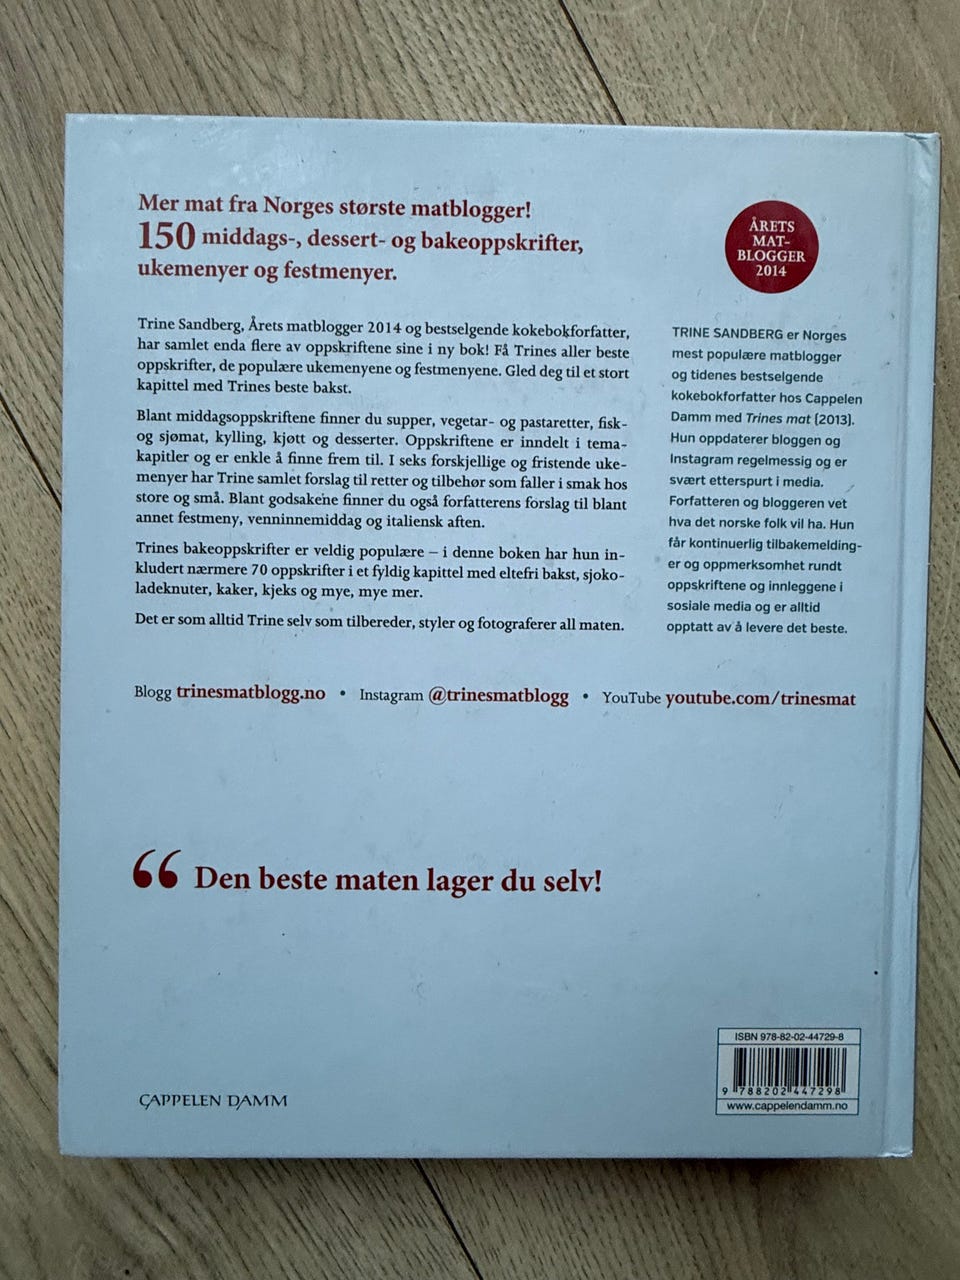 Mer mat fra Norges største matblogger!
150 middags-, dessert- og bakeoppskrifter,
ukemenyer og festmenyer.
ÅRETS
MAT-
BLOGGER
2014
Trine Sandberg, Årets matblogger 2014 og bestselgende kokebokforfatter,
har samlet enda flere av oppskriftene sine i ny bok! Få Trines aller beste
oppskrifter, de populære ukemenyene og festmenyene. Gled deg til et stort
kapittel med Trines beste bakst.
Blant middagsoppskriftene finner du supper, vegetar- og pastaretter, fisk-
og sjømat, kylling, kjøtt og desserter. Oppskriftene er inndelt i tema-
kapitler og er enkle å finne frem til. I seks forskjellige og fristende uke-
menyer har Trine samlet forslag til retter og tilbehør som faller i smak hos
store og små. Blant godsakene finner du også forfatterens forslag til blant
annet festmeny, venninnemiddag og italiensk aften.
Trines bakeoppskrifter er veldig populære – i denne boken har hun in-
kludert nærmere 70 oppskrifter i et fyldig kapittel med eltefri bakst, sjoko-
ladeknuter, kaker, kjeks og mye, mye mer.
Det er som alltid Trine selv som tilbereder, styler og fotograferer all maten.
TRINE SANDBERG er Norges
mest populære matblogger
og tidenes bestselgende
kokebokforfatter hos Cappelen
Damm med Trines mat (2013).
Hun oppdaterer bloggen og
Instagram regelmessig og er
svært etterspurt i media.
Forfatteren og bloggeren vet
hva det norske folk vil ha. Hun
får kontinuerlig tilbakemelding-
er og oppmerksomhet rundt
oppskriftene og innleggene i
sosiale media og er alltid
opptatt av å levere det beste.
Blogg trinesmatblogg.no • Instagram @trinesmatblogg • YouTube youtube.com/trinesmat
“ Den beste maten lager du selv!
CAPPELEN DAMM
ISBN 978-82-02-44729-8
9 788202 447298
www.cappelendamm.no